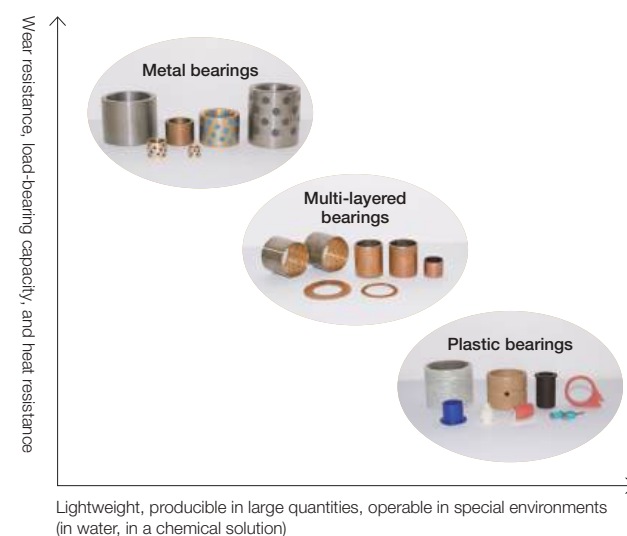 Wear resistance, load-bearing capacity, and heat resistance
Metal bearings
Multi-layered
bearings
Plastic bearings
Lightweight, producible in large quantities, operable in special environments
(in water, in a chemical solution)